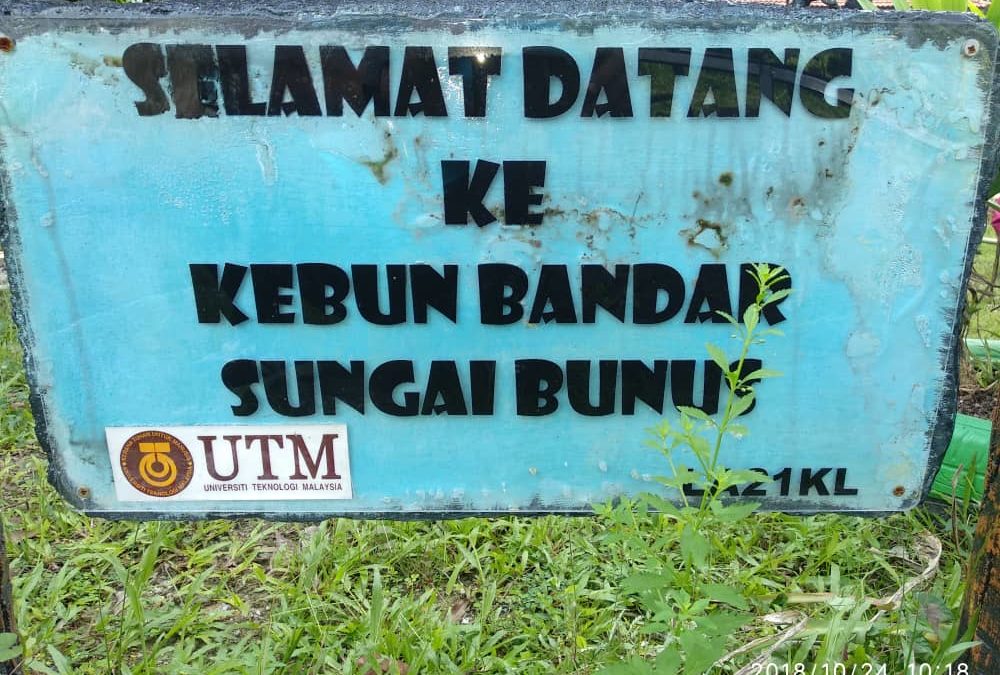 SELAMAT DATANG
KE
KEBUN BANDAR
SUNGAI BUNUS
UTM
UNIVERSITI TEKNOLOGI MALAYSIA
LA21KL
2018/10/24 10:18